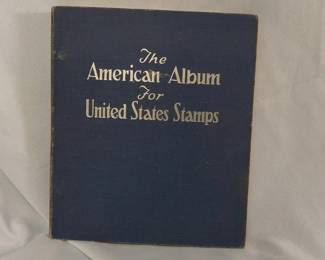 The
American Album
For
United States Stamps